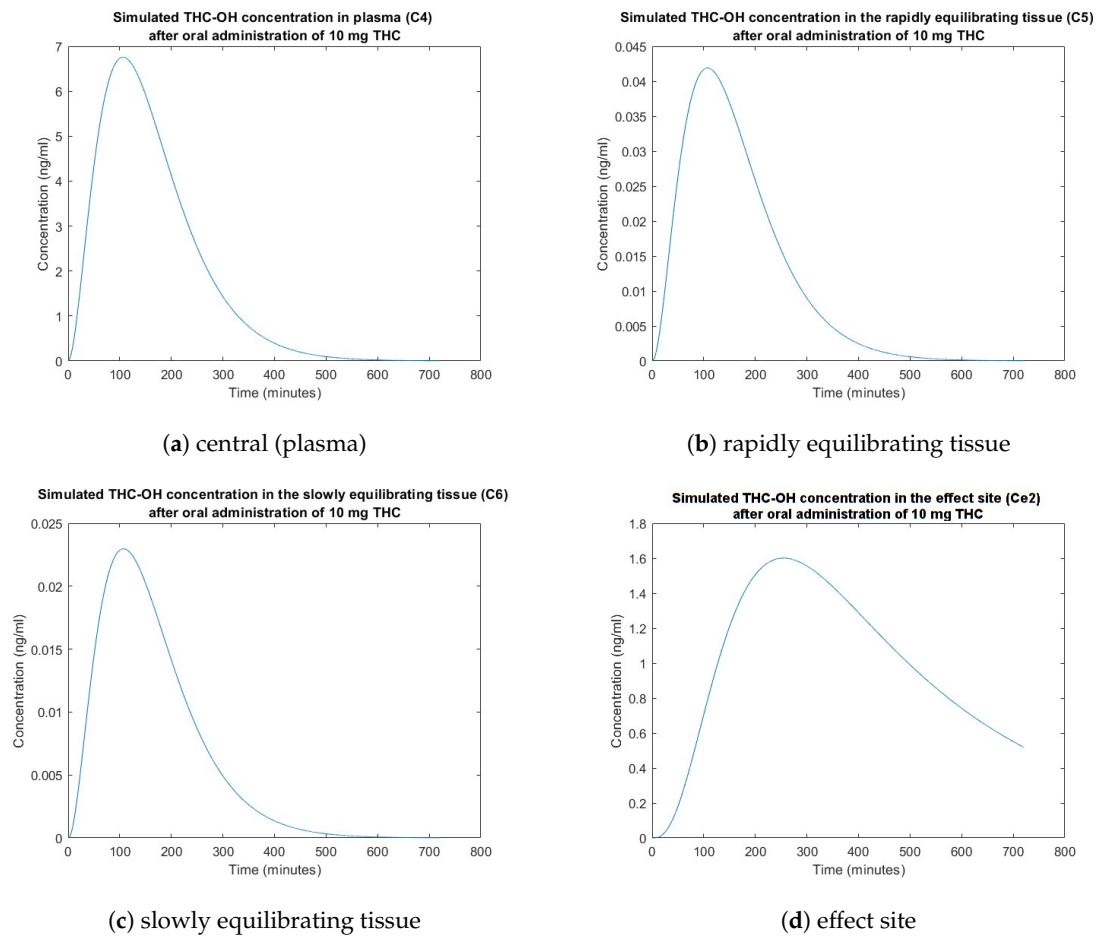 Simulated THC-OH concentration in plasma (C4)
after oral administration of 10 mg THC
7
6
5
4
3
2
1
0
Concentration (ng/ml)
0 100 200 300 400 500 600 700 800
Time (minutes)
(a) central (plasma)
Simulated THC-OH concentration in the rapidly equilibrating tissue (C5)
after oral administration of 10 mg THC
0.045
0.04
0.035
0.03
0.025
0.02
0.015
0.01
0.005
0
Concentration (ng/ml)
0 100 200 300 400 500 600 700 800
Time (minutes)
(b) rapidly equilibrating tissue
Simulated THC-OH concentration in the slowly equilibrating tissue (C6)
after oral administration of 10 mg THC
0.025
0.02
0.015
0.01
0.005
0
Concentration (ng/ml)
0 100 200 300 400 500 600 700 800
Time (minutes)
(c) slowly equilibrating tissue
Simulated THC-OH concentration in the effect site (Ce2)
after oral administration of 10 mg THC
1.8
1.6
1.4
1.2
1
0.8
0.6
0.4
0.2
0
Concentration (ng/ml)
0 100 200 300 400 500 600 700 800
Time (minutes)
(d) effect site